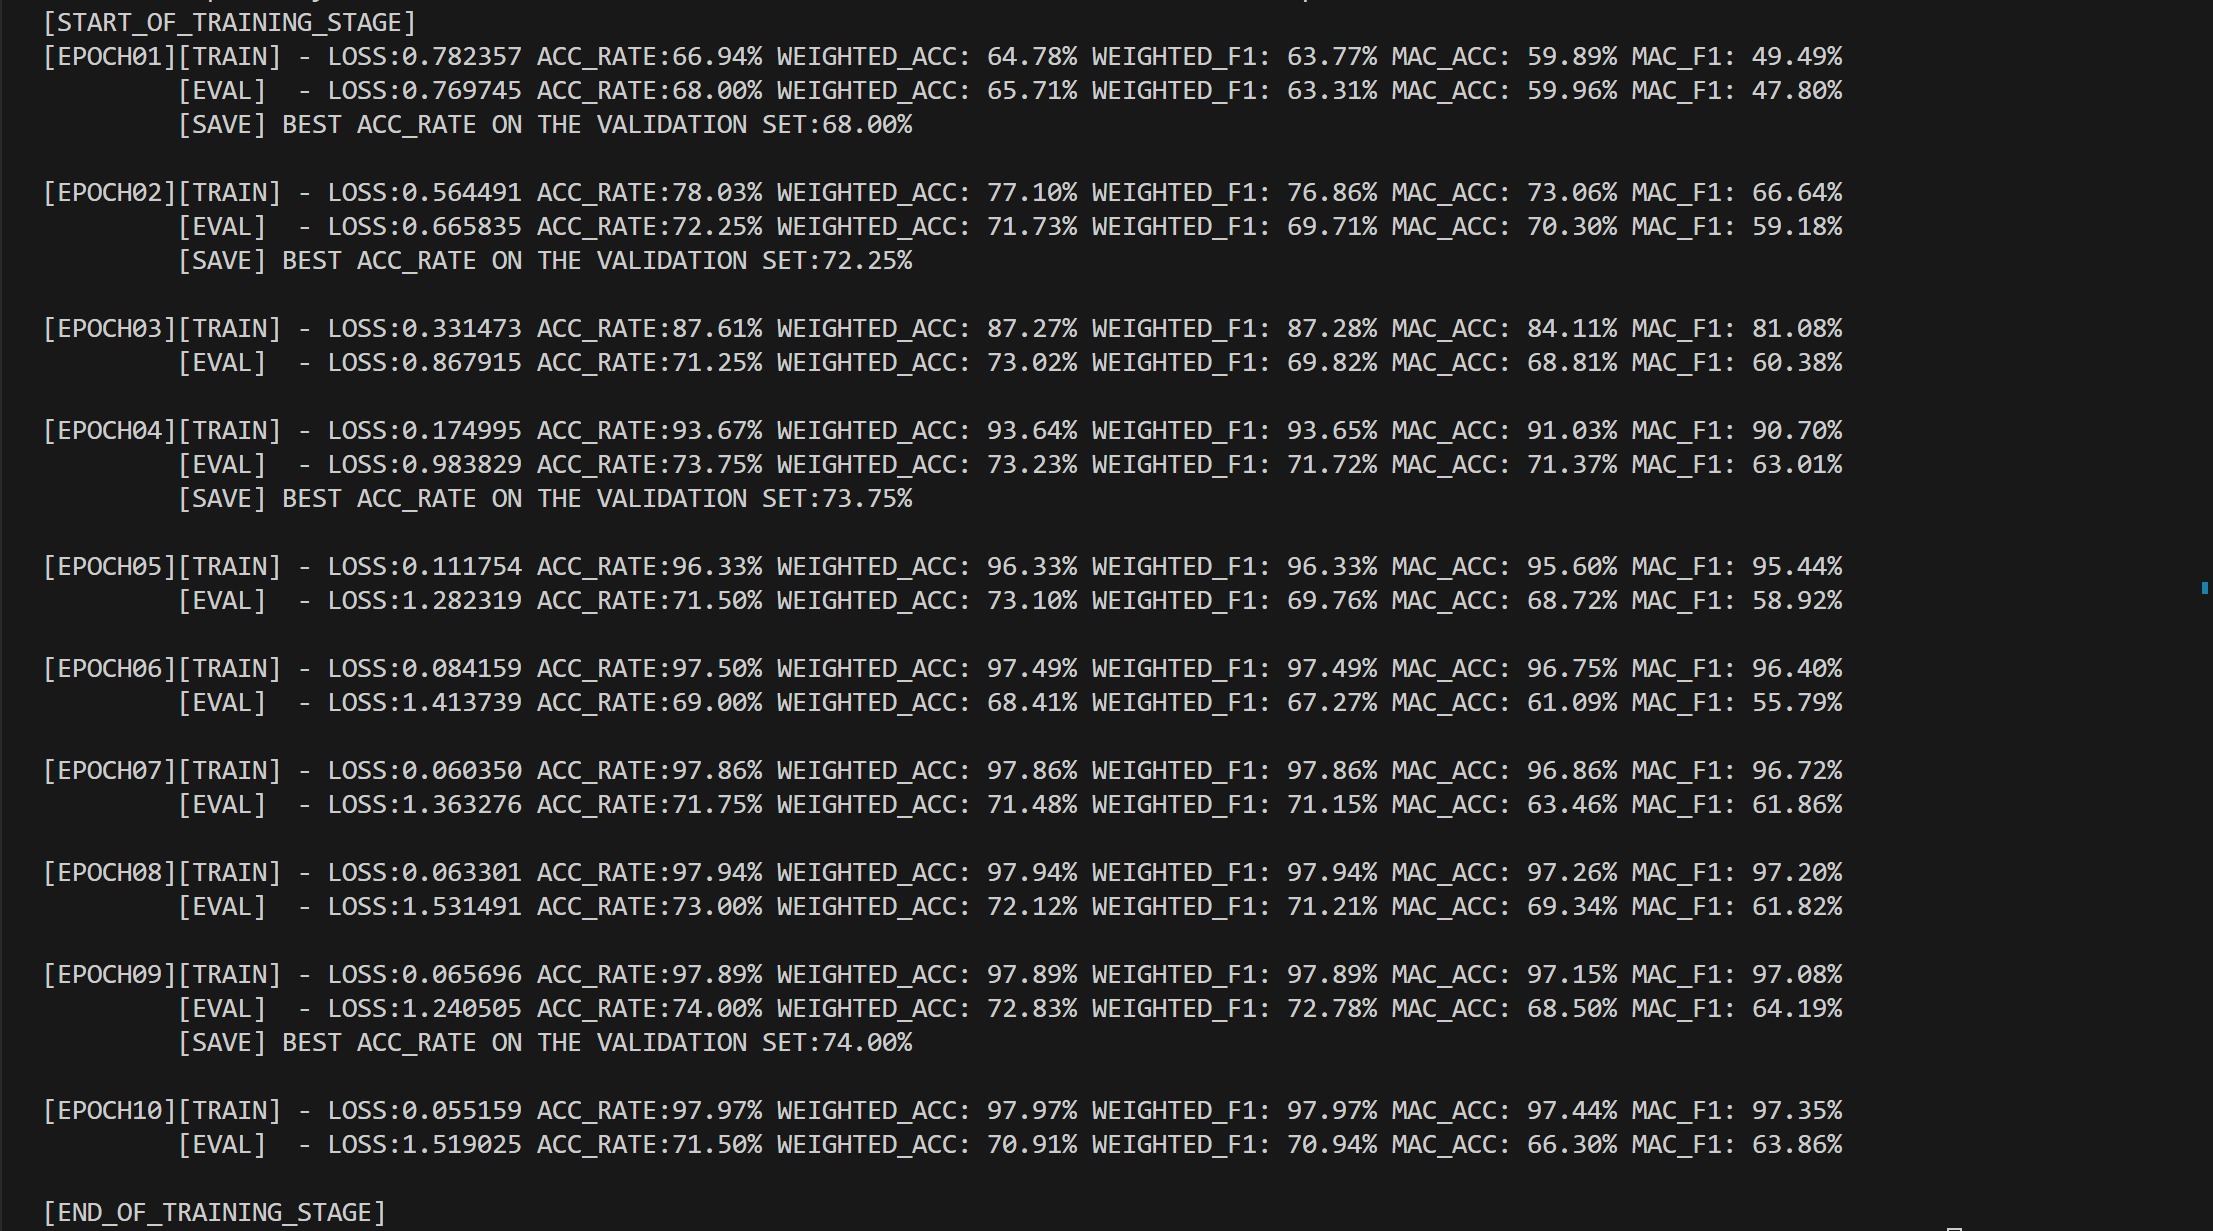 [START_OF_TRAINING_STAGE]
[EPOCH01][TRAIN] - LOSS:0.782357 ACC_RATE:66.94% WEIGHTED_ACC: 64.78% WEIGHTED_F1: 63.77% MAC_ACC: 59.89% MAC_F1: 49.49%
[EVAL]  - LOSS:0.769745 ACC_RATE:68.00% WEIGHTED_ACC: 65.71% WEIGHTED_F1: 63.31% MAC_ACC: 59.96% MAC_F1: 47.80%
[SAVE] BEST ACC_RATE ON THE VALIDATION SET:68.00%
[EPOCH02][TRAIN] - LOSS:0.564491 ACC_RATE:78.03% WEIGHTED_ACC: 77.10% WEIGHTED_F1: 76.86% MAC_ACC: 73.06% MAC_F1: 66.64%
[EVAL]  - LOSS:0.665835 ACC_RATE:72.25% WEIGHTED_ACC: 71.73% WEIGHTED_F1: 69.71% MAC_ACC: 70.30% MAC_F1: 59.18%
[SAVE] BEST ACC_RATE ON THE VALIDATION SET:72.25%
[EPOCH03][TRAIN] - LOSS:0.331473 ACC_RATE:87.61% WEIGHTED_ACC: 87.27% WEIGHTED_F1: 87.28% MAC_ACC: 84.11% MAC_F1: 81.08%
[EVAL]  - LOSS:0.867915 ACC_RATE:71.25% WEIGHTED_ACC: 73.02% WEIGHTED_F1: 69.82% MAC_ACC: 68.81% MAC_F1: 60.38%
[EPOCH04][TRAIN] - LOSS:0.174995 ACC_RATE:93.67% WEIGHTED_ACC: 93.64% WEIGHTED_F1: 93.65% MAC_ACC: 91.03% MAC_F1: 90.70%
[EVAL]  - LOSS:0.983829 ACC_RATE:73.75% WEIGHTED_ACC: 73.23% WEIGHTED_F1: 71.72% MAC_ACC: 71.37% MAC_F1: 63.01%
[SAVE] BEST ACC_RATE ON THE VALIDATION SET:73.75%
[EPOCH05][TRAIN] - LOSS:0.111754 ACC_RATE:96.33% WEIGHTED_ACC: 96.33% WEIGHTED_F1: 96.33% MAC_ACC: 95.60% MAC_F1: 95.44%
[EVAL]  - LOSS:1.282319 ACC_RATE:71.50% WEIGHTED_ACC: 73.10% WEIGHTED_F1: 69.76% MAC_ACC: 68.72% MAC_F1: 58.92%
[EPOCH06][TRAIN] - LOSS:0.084159 ACC_RATE:97.50% WEIGHTED_ACC: 97.49% WEIGHTED_F1: 97.49% MAC_ACC: 96.75% MAC_F1: 96.40%
[EVAL]  - LOSS:1.413739 ACC_RATE:69.00% WEIGHTED_ACC: 68.41% WEIGHTED_F1: 67.27% MAC_ACC: 61.09% MAC_F1: 55.79%
[EPOCH07][TRAIN] - LOSS:0.060350 ACC_RATE:97.86% WEIGHTED_ACC: 97.86% WEIGHTED_F1: 97.86% MAC_ACC: 96.86% MAC_F1: 96.72%
[EVAL]  - LOSS:1.363276 ACC_RATE:71.75% WEIGHTED_ACC: 71.48% WEIGHTED_F1: 71.15% MAC_ACC: 63.46% MAC_F1: 61.86%
[EPOCH08][TRAIN] - LOSS:0.063301 ACC_RATE:97.94% WEIGHTED_ACC: 97.94% WEIGHTED_F1: 97.94% MAC_ACC: 97.26% MAC_F1: 97.20%
[EVAL]  - LOSS:1.531491 ACC_RATE:73.00% WEIGHTED_ACC: 72.12% WEIGHTED_F1: 71.21% MAC_ACC: 69.34% MAC_F1: 61.82%
[EPOCH09][TRAIN] - LOSS:0.065696 ACC_RATE:97.89% WEIGHTED_ACC: 97.89% WEIGHTED_F1: 97.89% MAC_ACC: 97.15% MAC_F1: 97.08%
[EVAL]  - LOSS:1.240505 ACC_RATE:74.00% WEIGHTED_ACC: 72.83% WEIGHTED_F1: 72.78% MAC_ACC: 68.50% MAC_F1: 64.19%
[SAVE] BEST ACC_RATE ON THE VALIDATION SET:74.00%
[EPOCH10][TRAIN] - LOSS:0.055159 ACC_RATE:97.97% WEIGHTED_ACC: 97.97% WEIGHTED_F1: 97.97% MAC_ACC: 97.44% MAC_F1: 97.35%
[EVAL]  - LOSS:1.519025 ACC_RATE:71.50% WEIGHTED_ACC: 70.91% WEIGHTED_F1: 70.94% MAC_ACC: 66.30% MAC_F1: 63.86%
[END_OF_TRAINING_STAGE]